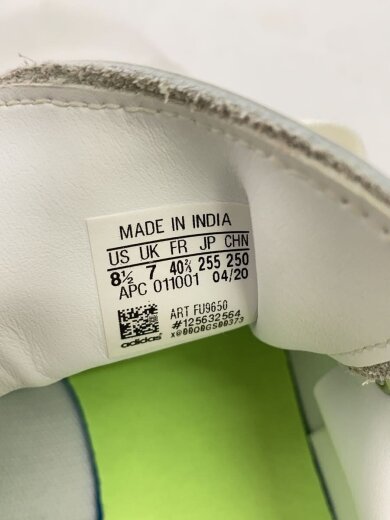 MADE IN INDIA
US UK FR JP CHN
8½ 7 40⅔ 255 250
APC 011001 04/20
ART FU9650
#125632564
x@00Q0GS00373
adidas